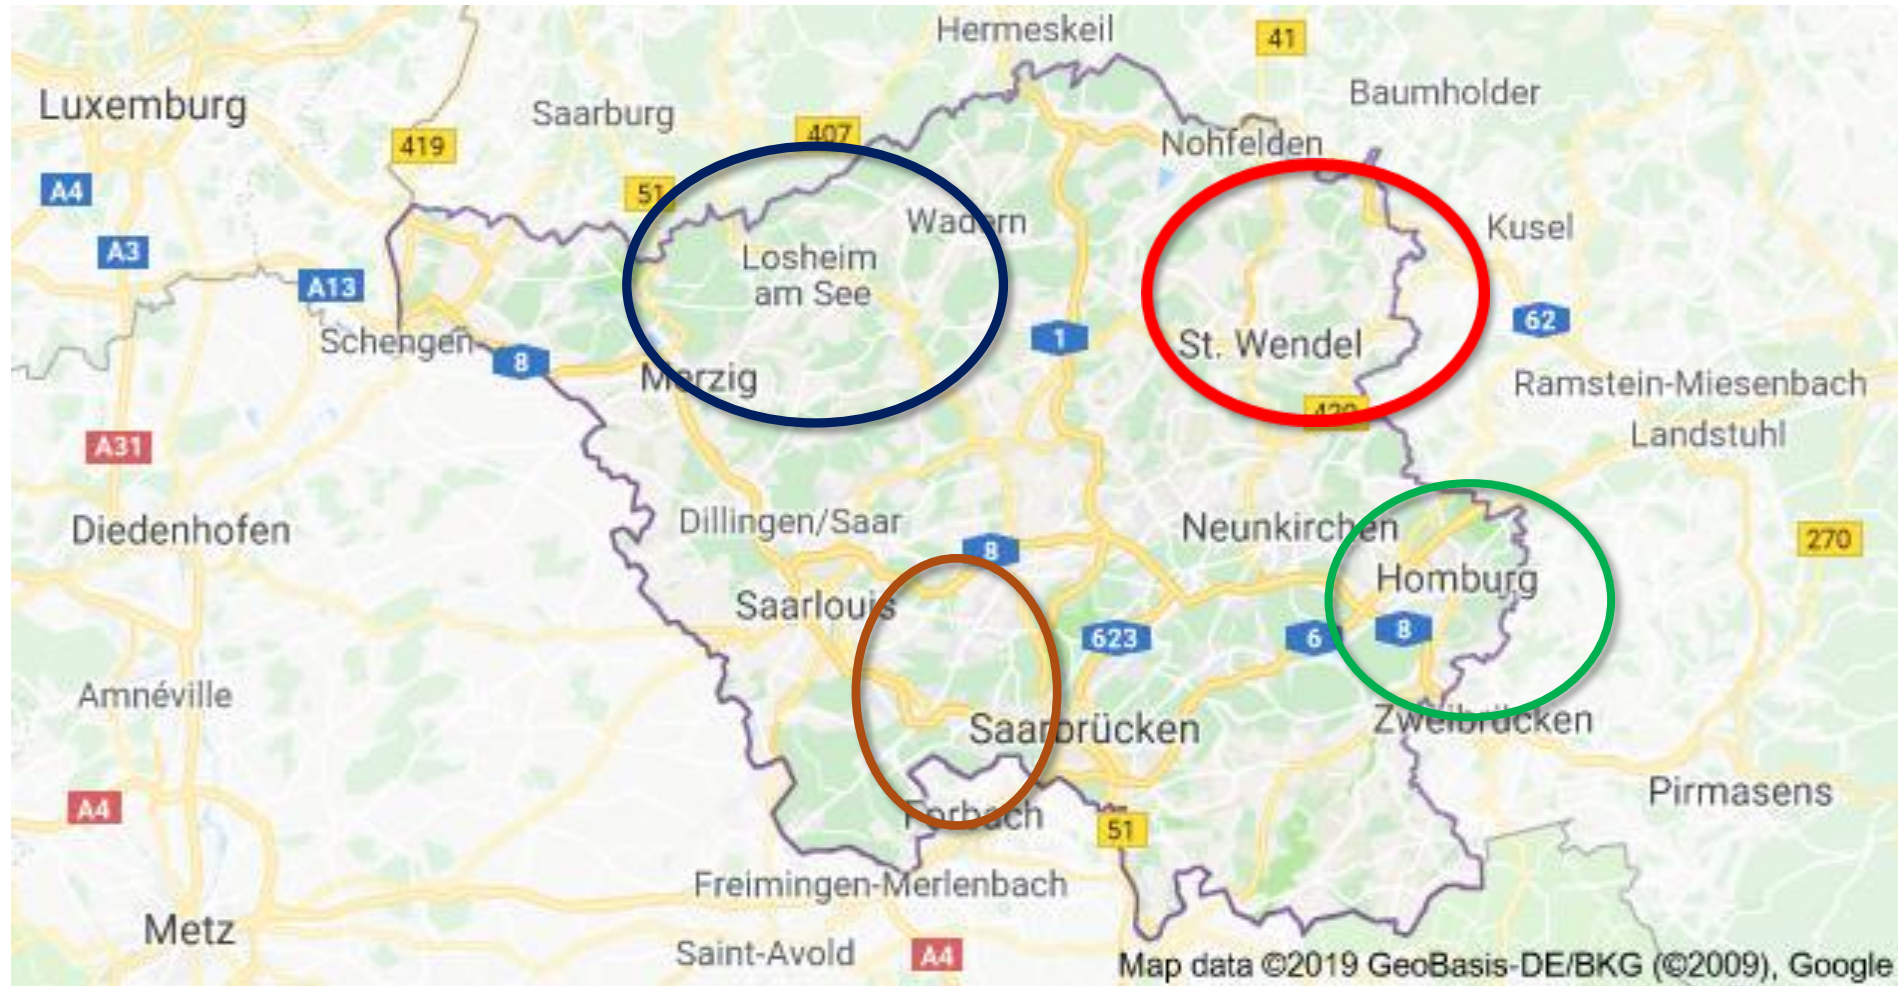 Hermeskeil
41
Luxemburg
Saarburg
Baumholder
419
407
Nohfelden
A4
51
Wadern
Kusel
A3
Losheim
am See
A13
62
Schengen
8
1
St. Wendel
Merzig
Ramstein-Miesenbach
420
A31
Landstuhl
Diedenhofen
Dillingen/Saar
Neunkirchen
270
8
Homburg
Saarlouis
623
6
8
Amnéville
Saarbrücken
Zweibrücken
Pirmasens
A4
Forbach
51
Freimingen-Merlenbach
Metz
Saint-Avold
A4
Map data ©2019 GeoBasis-DE/BKG (©2009), Google